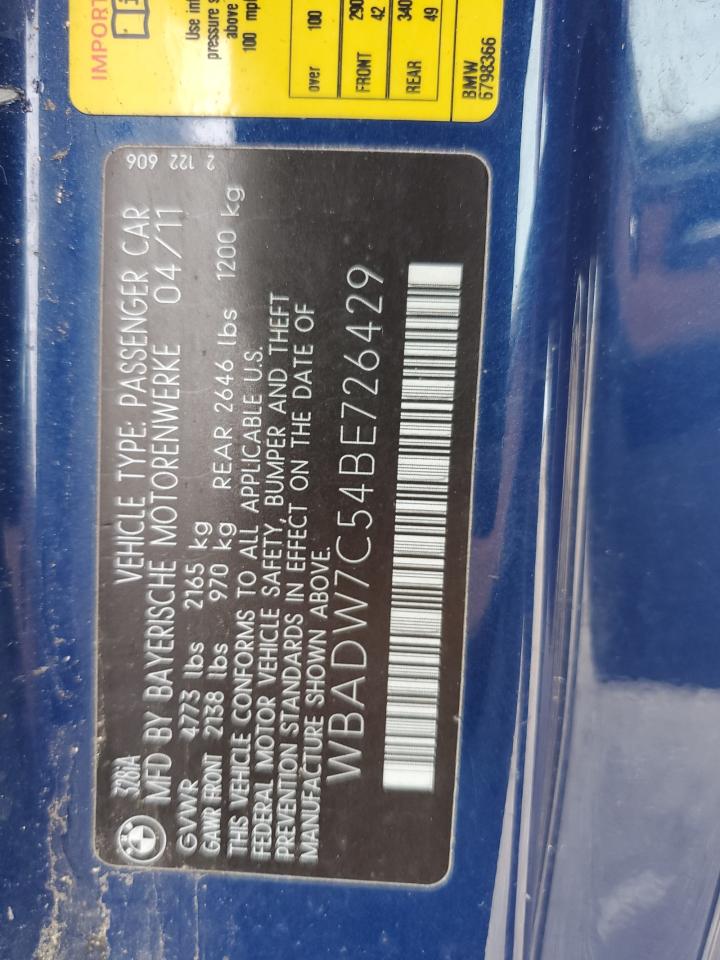 328iA VEHICLE TYPE: PASSENGER CAR
MFD BY BAYERISCHE MOTORENWERKE 04/11
GVWR 4773 lbs 2165 kg
GAWR FRONT 2138 lbs 970 kg REAR 2646 lbs 1200 kg
THIS VEHICLE CONFORMS TO ALL APPLICABLE U.S.
FEDERAL MOTOR VEHICLE SAFETY, BUMPER AND THEFT
PREVENTION STANDARDS IN EFFECT ON THE DATE OF
MANUFACTURE SHOWN ABOVE.
WBADW7C54BE726429
2 122 606
IMPORT
Use
pressure
above
100 mph
over 100
FRONT 290
42
REAR 340
49
BMW
6798366